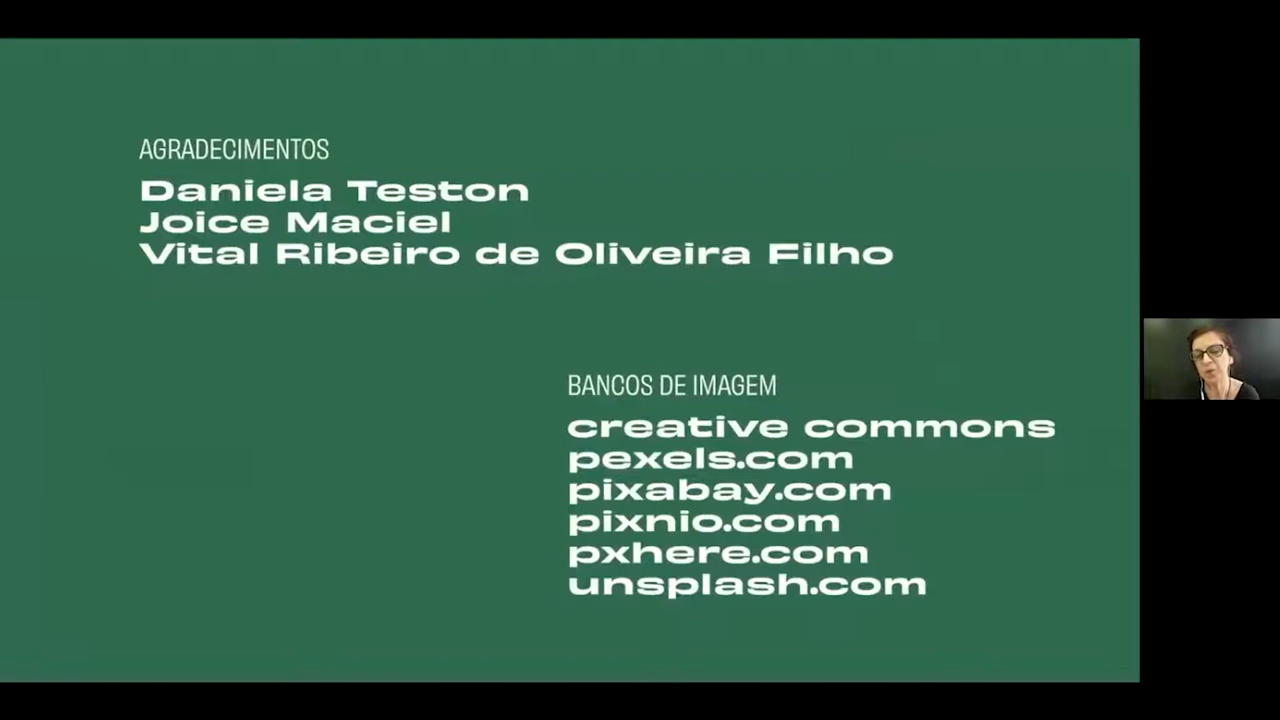 AGRADECIMENTOS
Daniela Teston
Joice Maciel
Vital Ribeiro de Oliveira Filho
BANCOS DE IMAGEM
creative commons
pexels.com
pixabay.com
pixnio.com
pxhere.com
unsplash.com